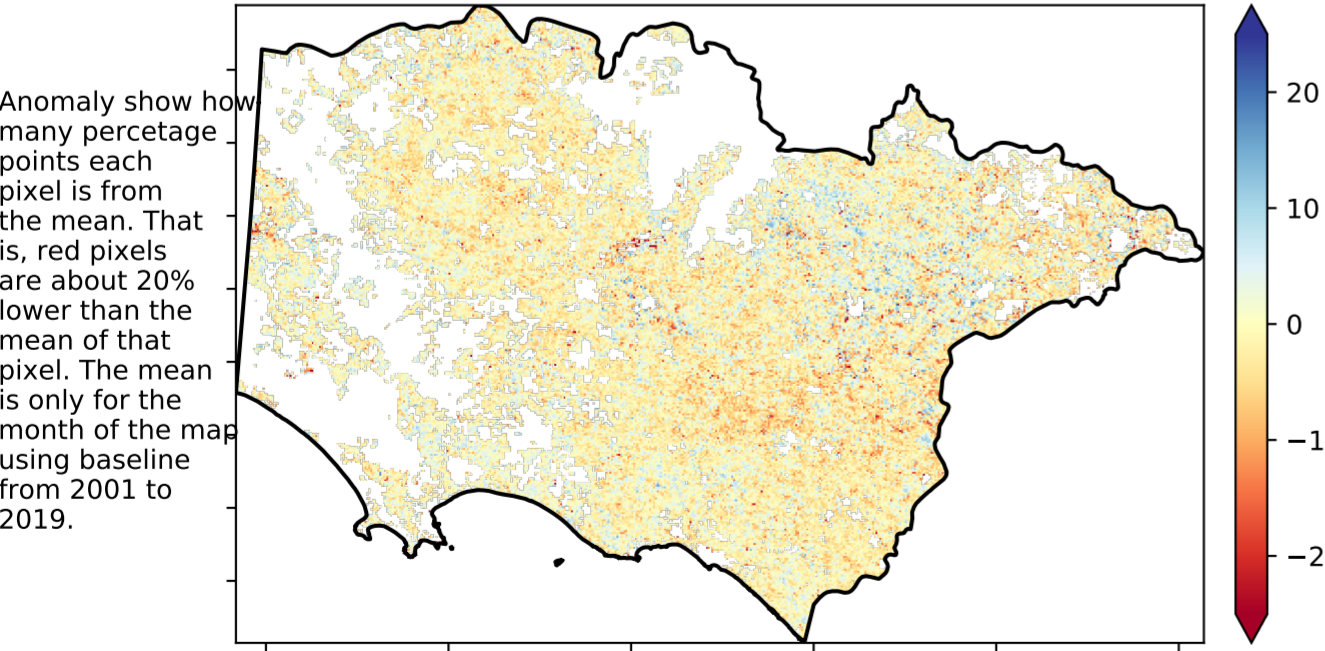 Anomaly show how
many percetage
points each
pixel is from
the mean. That
is, red pixels
are about 20%
lower than the
mean of that
pixel. The mean
is only for the
month of the map
using baseline
from 2001 to
2019.
20
10
0
−1
−2